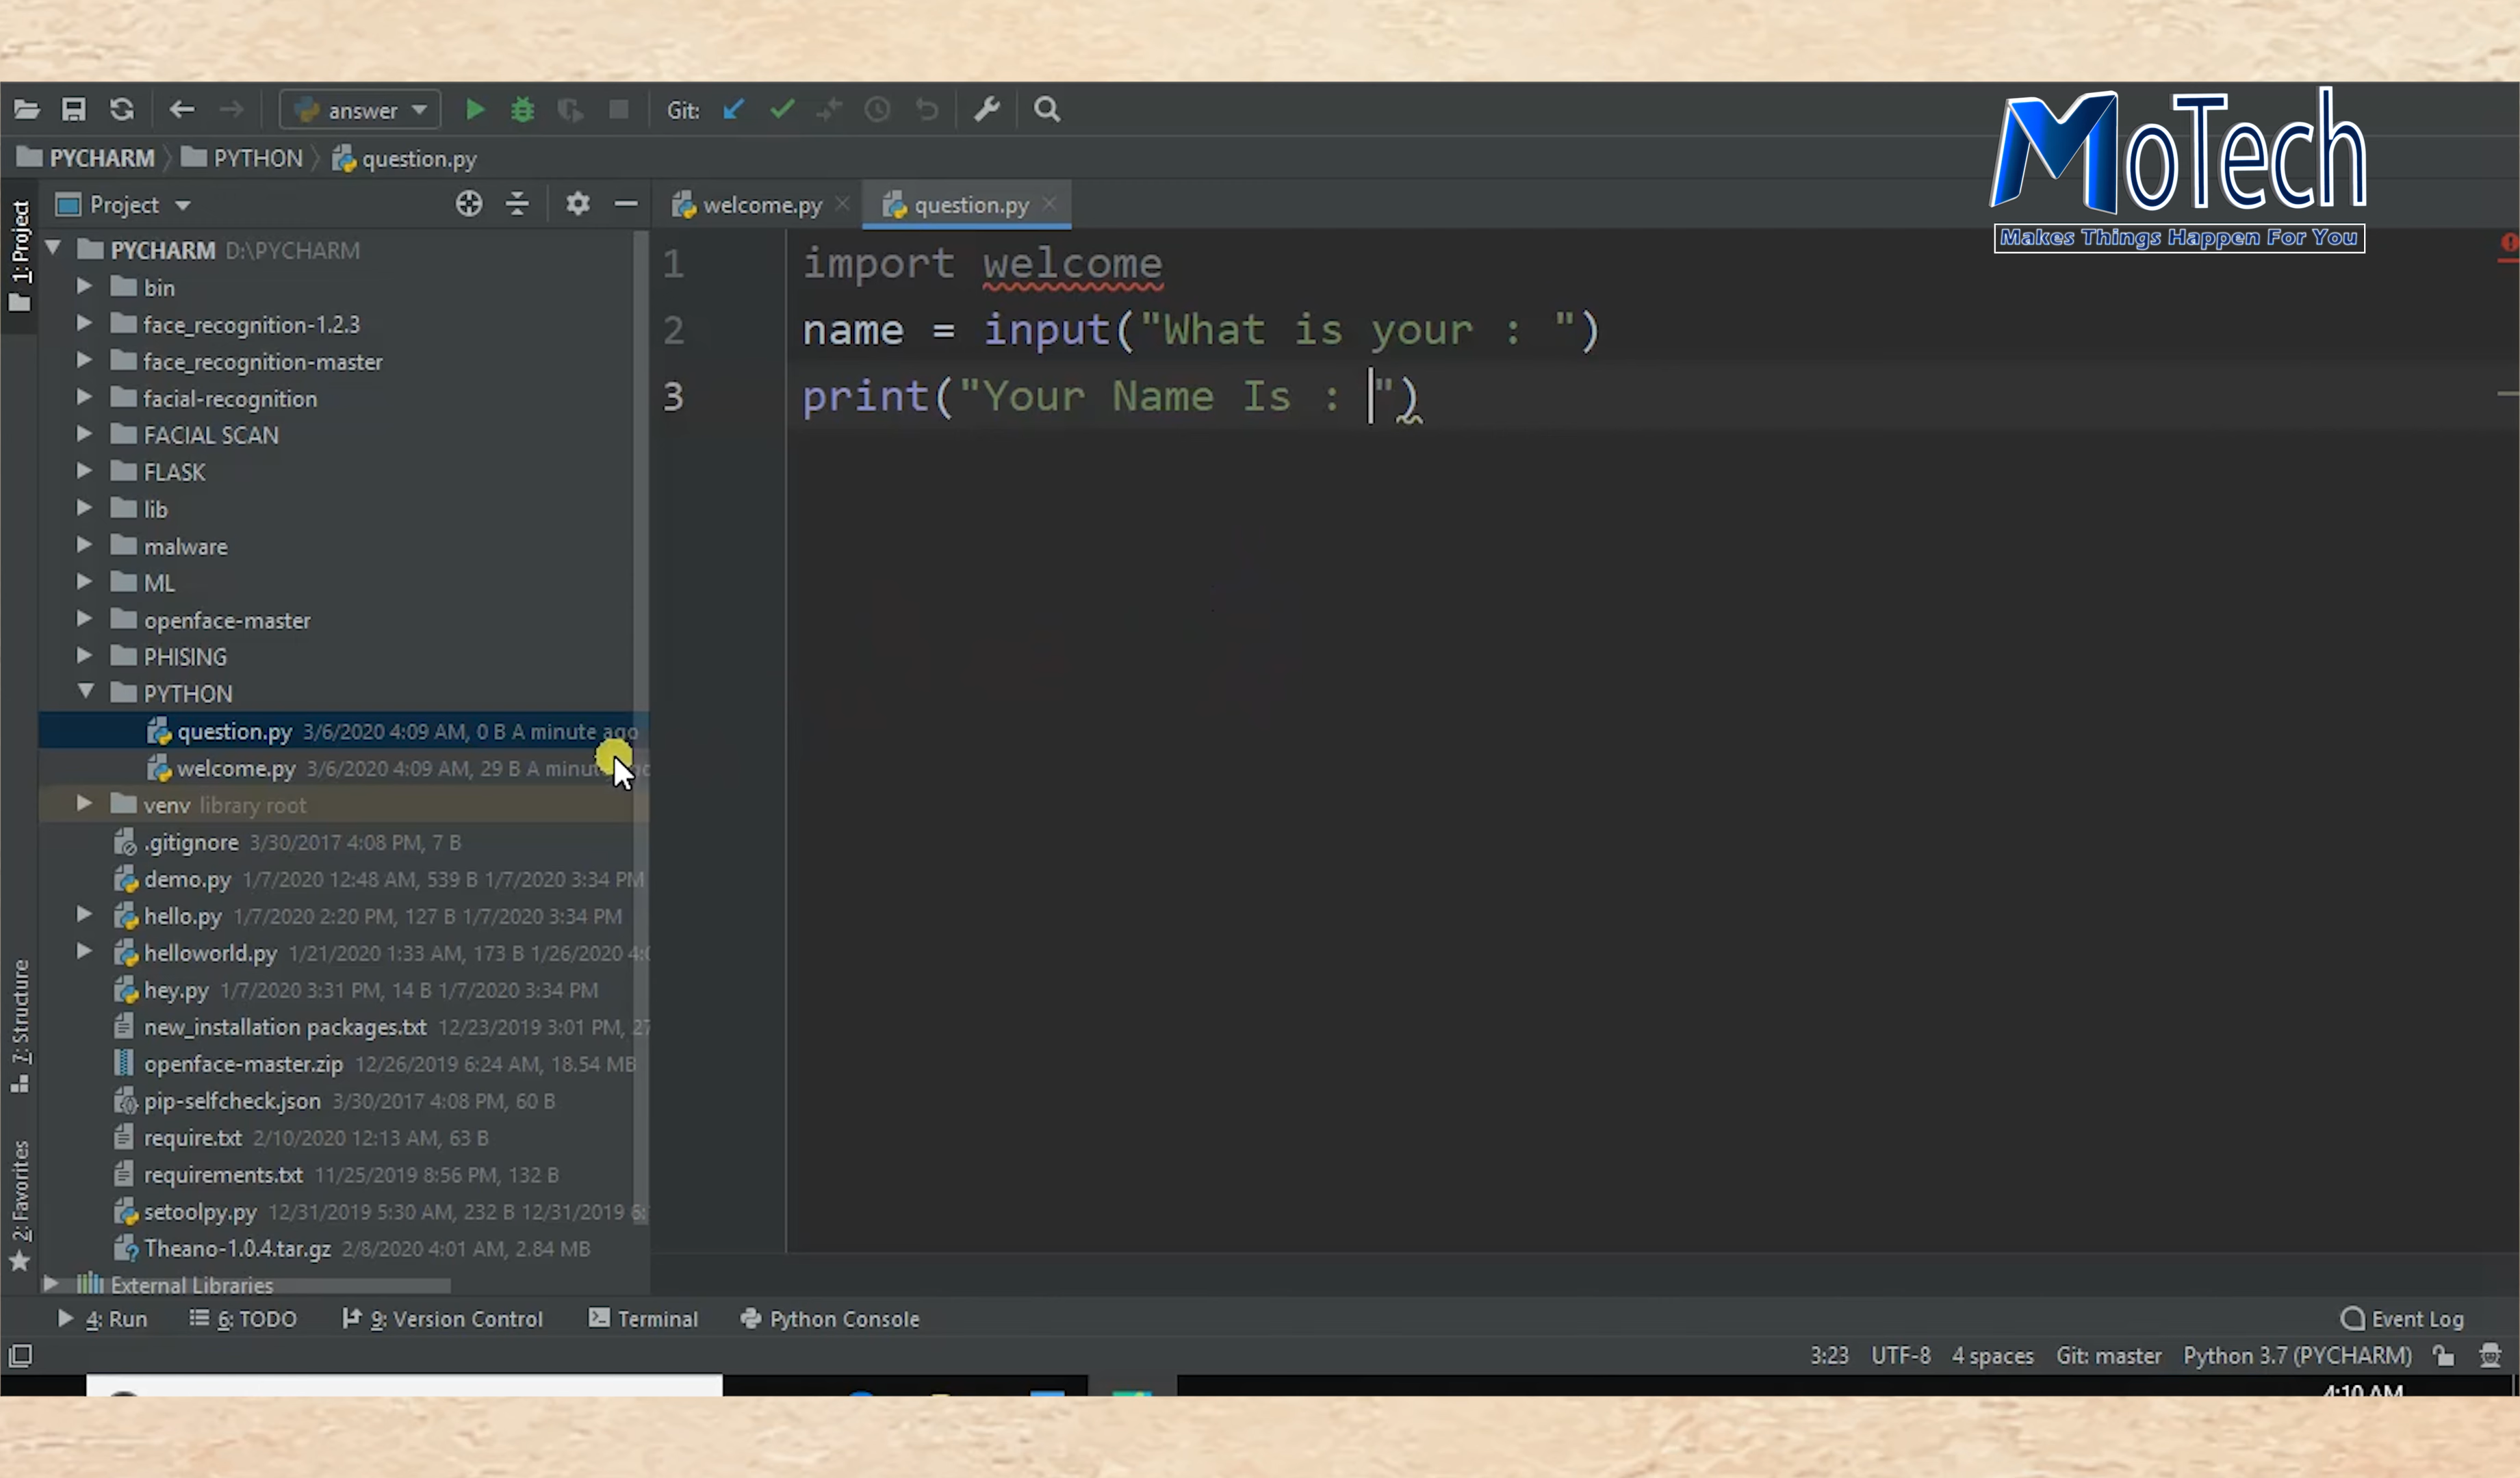 answer
Git:
MoTech
Makes Things Happen For You
PYCHARM PYTHON question.py
1: Project
Project
welcome.py
question.py
PYCHARM D:\PYCHARM
bin
face_recognition-1.2.3
face_recognition-master
facial-recognition
FACIAL SCAN
FLASK
lib
malware
ML
openface-master
PHISING
PYTHON
question.py 3/6/2020 4:09 AM, 0 B A minute ago
welcome.py 3/6/2020 4:09 AM, 29 B A minut
venv library root
.gitignore 3/30/2017 4:08 PM, 7 B
demo.py 1/7/2020 12:48 AM, 539 B 1/7/2020 3:34 PM
hello.py 1/7/2020 2:20 PM, 127 B 1/7/2020 3:34 PM
helloworld.py 1/21/2020 1:33 AM, 173 B 1/26/2020 4:
hey.py 1/7/2020 3:31 PM, 14 B 1/7/2020 3:34 PM
new_installation packages.txt 12/23/2019 3:01 PM, 27
openface-master.zip 12/26/2019 6:24 AM, 18.54 MB
pip-selfcheck.json 3/30/2017 4:08 PM, 60 B
require.txt 2/10/2020 12:13 AM, 63 B
requirements.txt 11/25/2019 8:56 PM, 132 B
setoolpy.py 12/31/2019 5:30 AM, 232 B 12/31/2019 6:
Theano-1.0.4.tar.gz 2/8/2020 4:01 AM, 2.84 MB
External Libraries
7: Structure
2: Favorites
1 import welcome
2 name = input("What is your : ")
3 print("Your Name Is : ")
4: Run
6: TODO
9: Version Control
Terminal
Python Console
Event Log
3:23 UTF-8 4 spaces Git: master Python 3.7 (PYCHARM)
4:10 AM